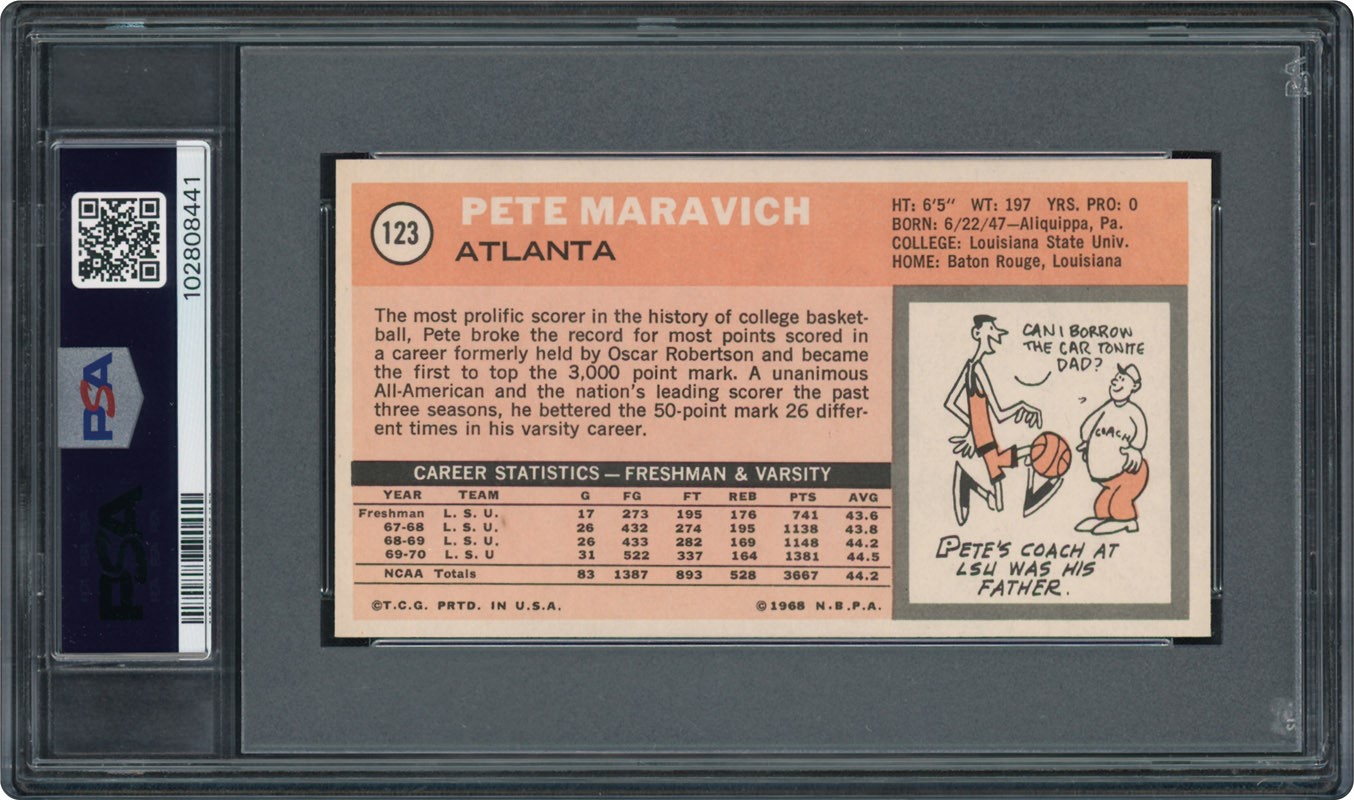 102808441
PSA
PSA
123
PETE MARAVICH
ATLANTA
HT: 6'5" WT: 197 YRS. PRO: 0
BORN: 6/22/47—Aliquippa, Pa.
COLLEGE: Louisiana State Univ.
HOME: Baton Rouge, Louisiana
The most prolific scorer in the history of college basket-
ball, Pete broke the record for most points scored in
a career formerly held by Oscar Robertson and became
the first to top the 3,000 point mark. A unanimous
All-American and the nation's leading scorer the past
three seasons, he bettered the 50-point mark 26 differ-
ent times in his varsity career.
CAREER STATISTICS — FRESHMAN & VARSITY
YEAR TEAM G FG FT REB PTS AVG
Freshman L. S. U. 17 273 195 176 741 43.6
67-68 L. S. U. 26 432 274 195 1138 43.8
68-69 L. S. U. 26 433 282 169 1148 44.2
69-70 L. S. U 31 522 337 164 1381 44.5
NCAA Totals 83 1387 893 528 3667 44.2
©T.C.G. PRTD. IN U.S.A. ©1968 N.B.P.A.
CAN I BORROW
THE CAR TONITE
DAD?
COACH
PETE'S COACH AT
LSU WAS HIS
FATHER.